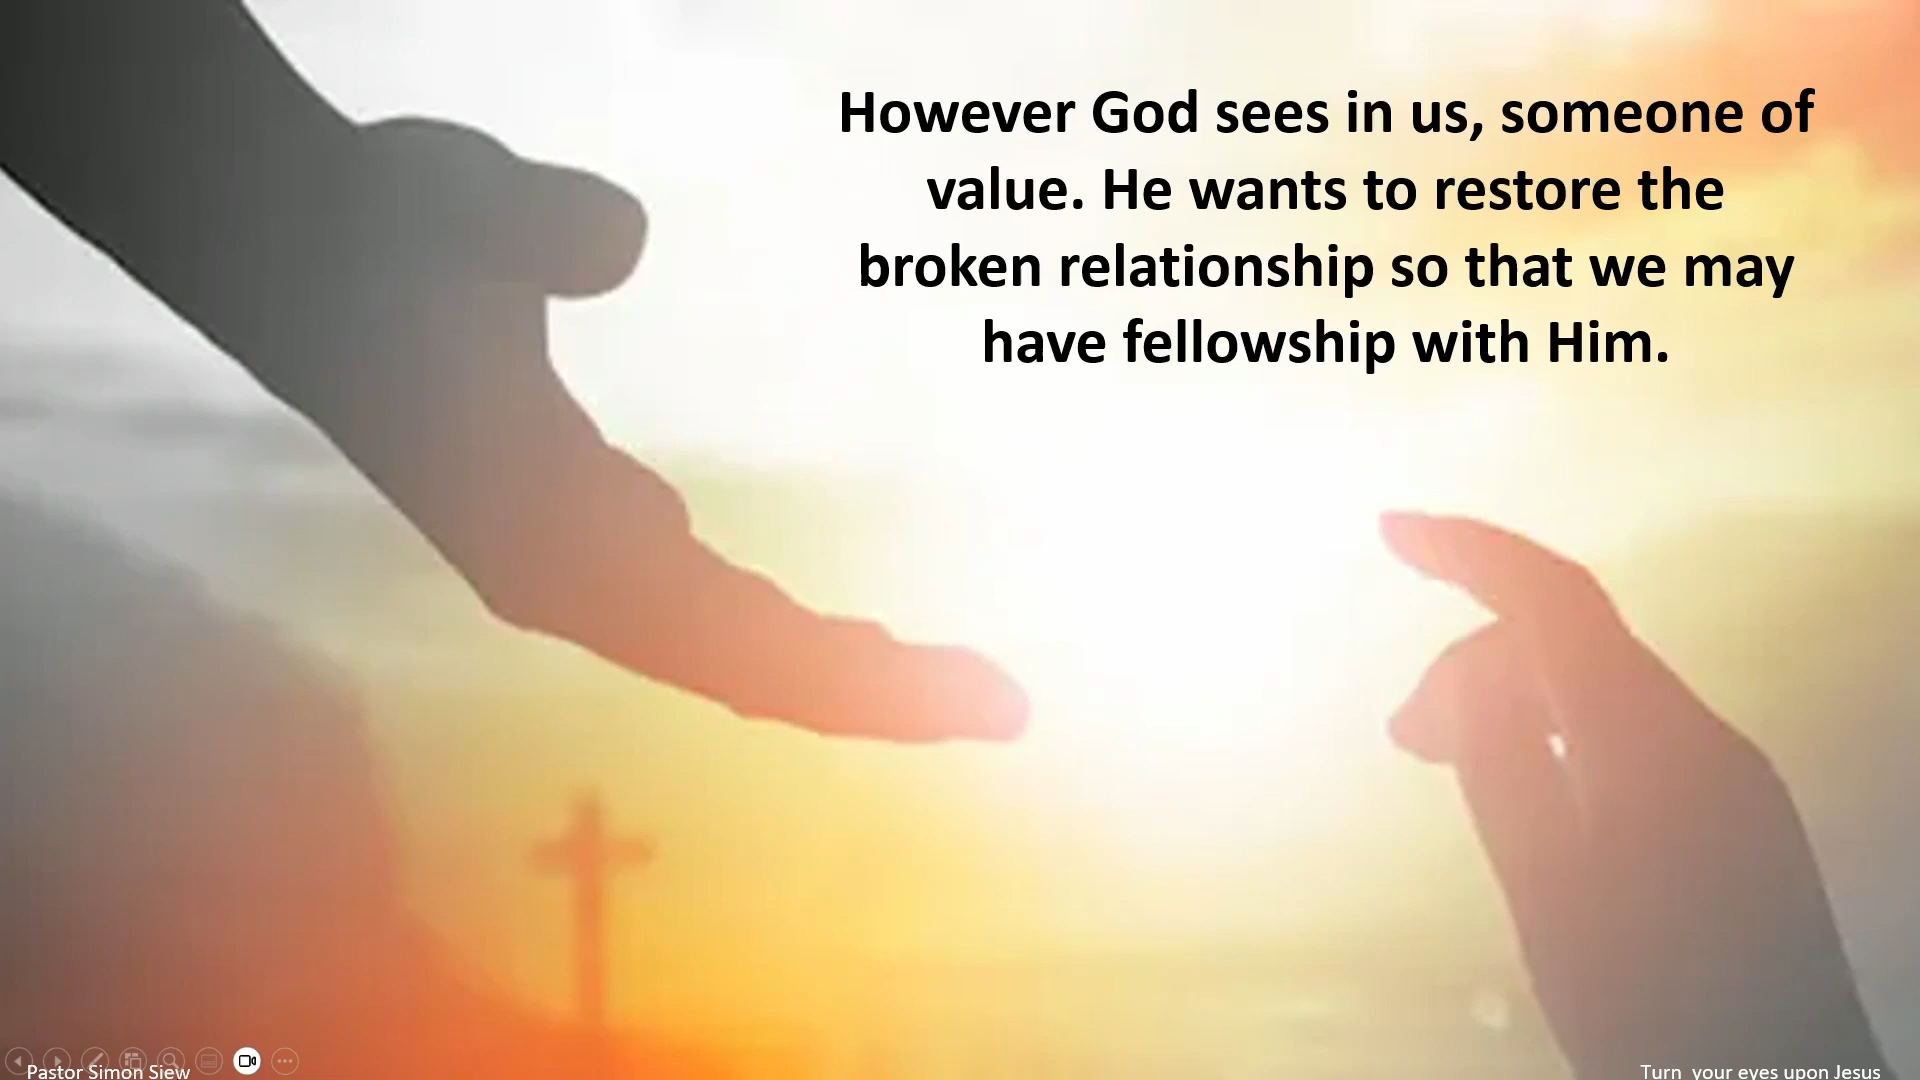 However God sees in us, someone of
value. He wants to restore the
broken relationship so that we may
have fellowship with Him.
Pastor Simon Siew
Turn  your eyes upon Jesus